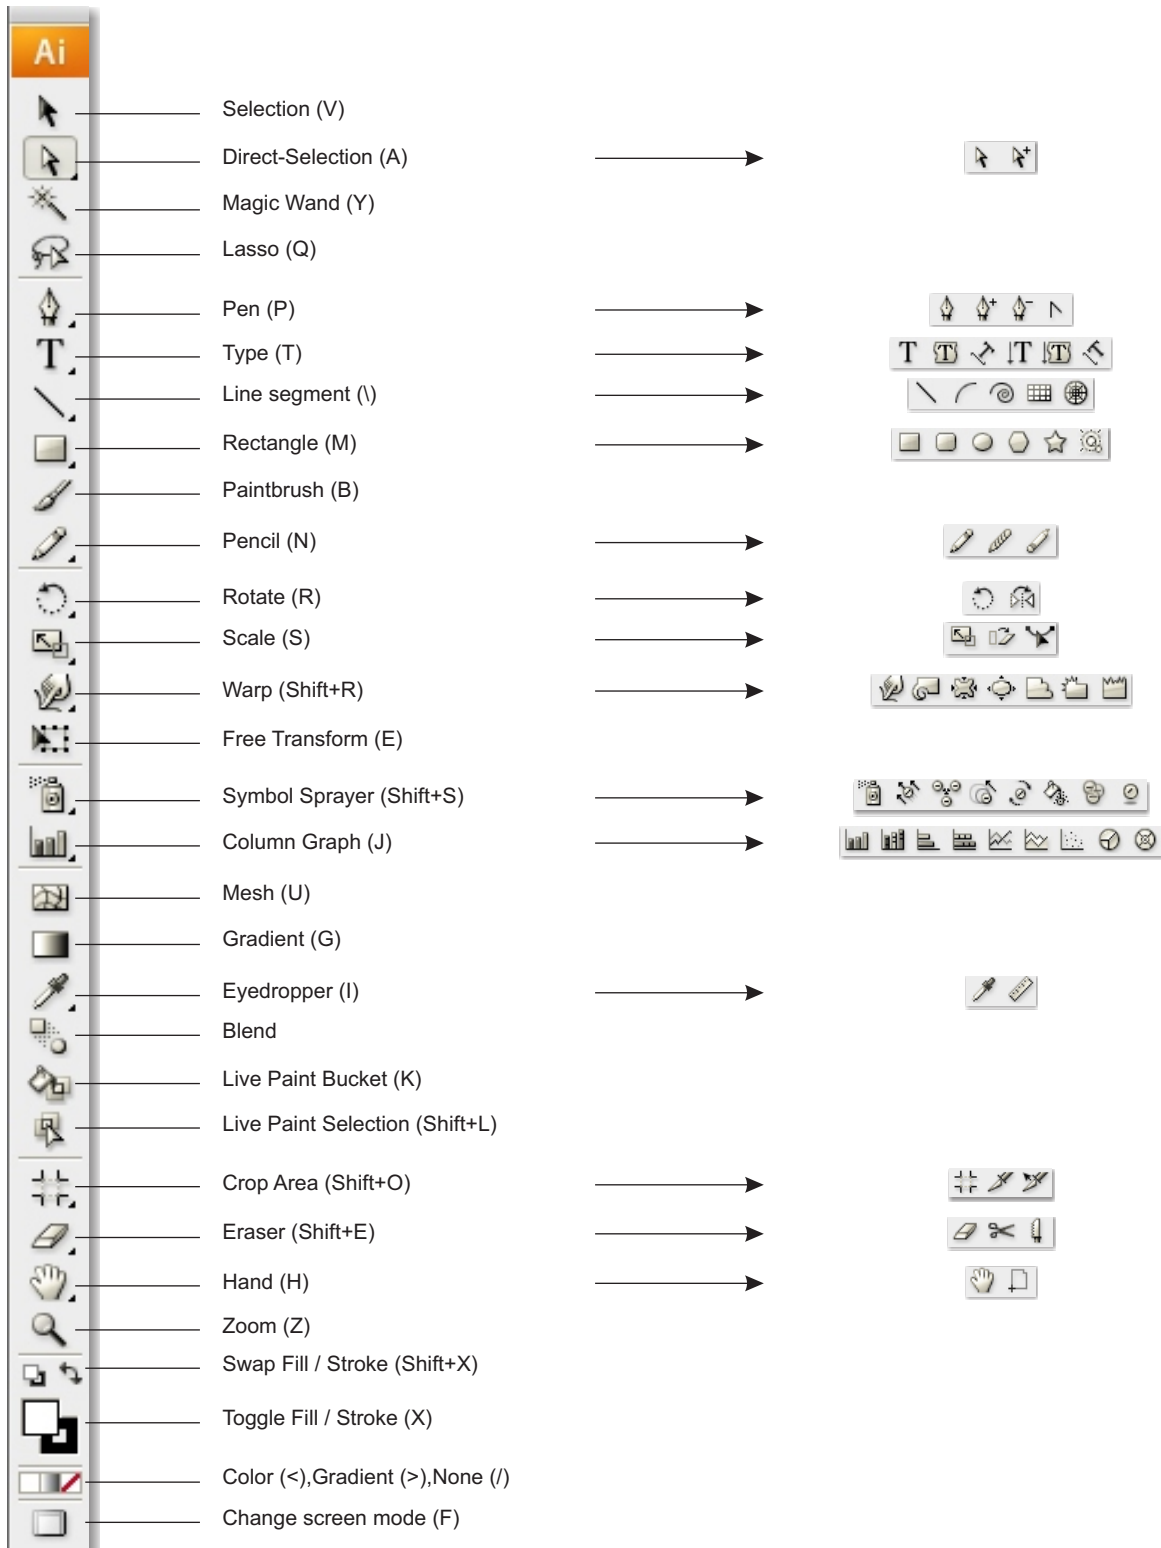 Ai
Selection (V)
Direct-Selection (A)
Magic Wand (Y)
Lasso (Q)
Pen (P)
Type (T)
Line segment (\)
Rectangle (M)
Paintbrush (B)
Pencil (N)
Rotate (R)
Scale (S)
Warp (Shift+R)
Free Transform (E)
Symbol Sprayer (Shift+S)
Column Graph (J)
Mesh (U)
Gradient (G)
Eyedropper (I)
Blend
Live Paint Bucket (K)
Live Paint Selection (Shift+L)
Crop Area (Shift+O)
Eraser (Shift+E)
Hand (H)
Zoom (Z)
Swap Fill / Stroke (Shift+X)
Toggle Fill / Stroke (X)
Color (<),Gradient (>),None (/)
Change screen mode (F)